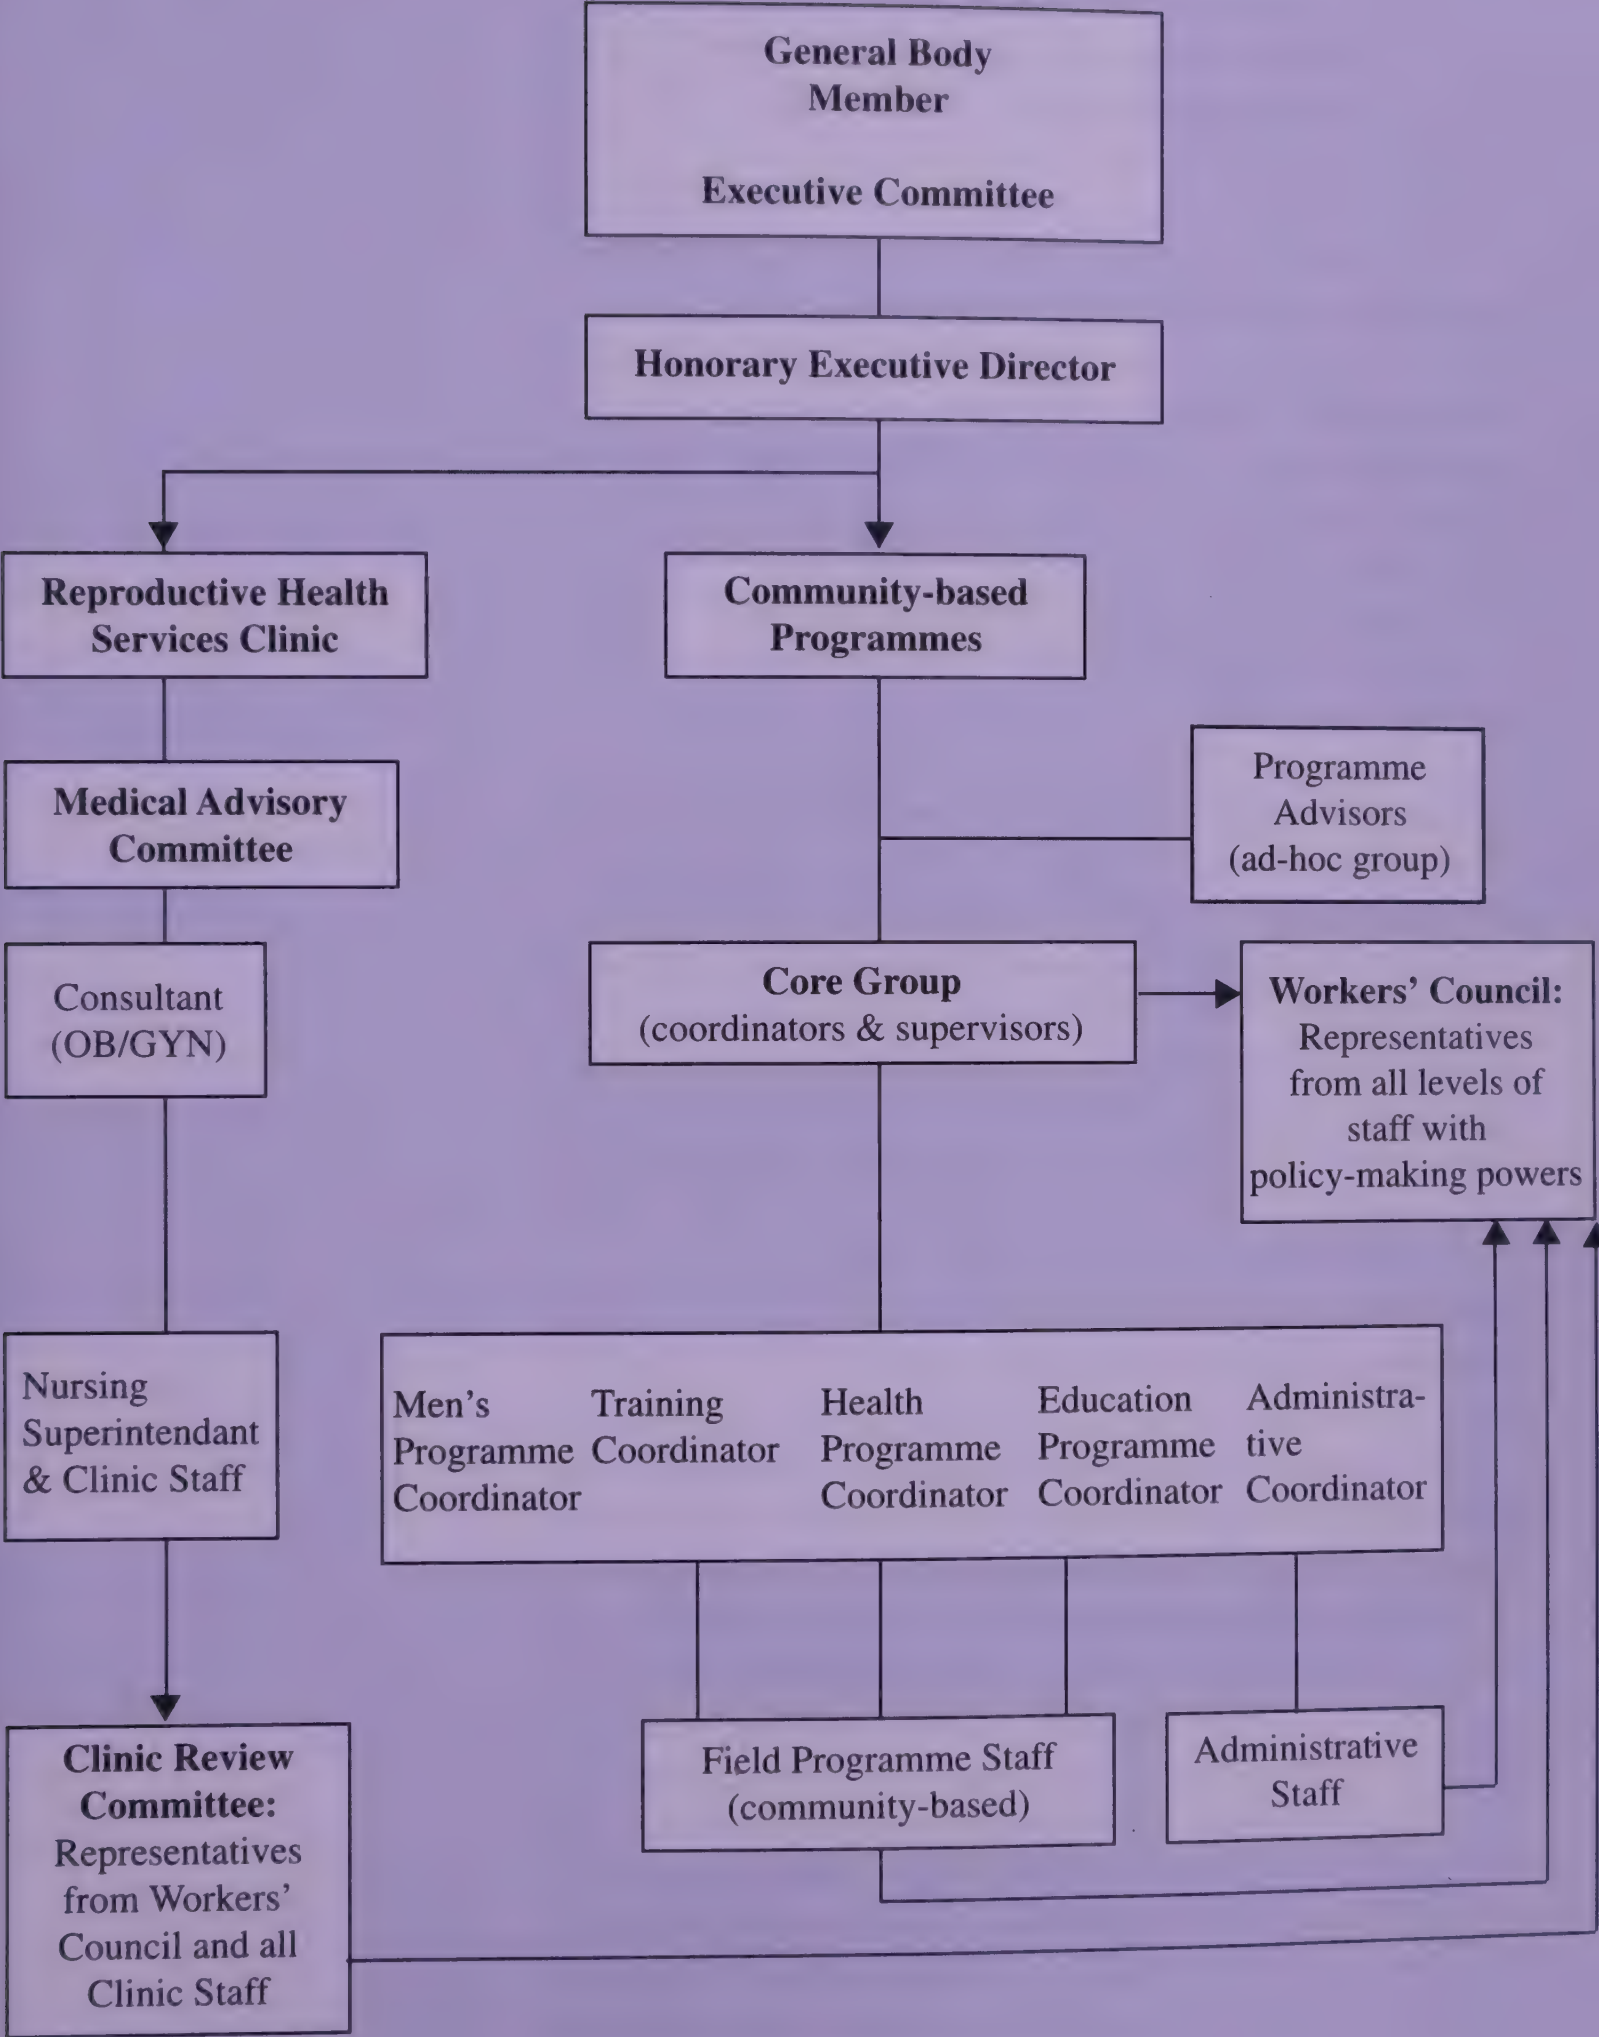 General Body
Member
Executive Committee
Honorary Executive Director
Reproductive Health
Services Clinic
Community-based
Programmes
Medical Advisory
Committee
Programme
Advisors
(ad-hoc group)
Consultant
(OB/GYN)
Core Group
(coordinators & supervisors)
Workers’ Council:
Representatives
from all levels of
staff with
policy-making powers
Nursing
Superintendant
& Clinic Staff
Men’s
Programme
Coordinator
Training
Coordinator
Health
Programme
Coordinator
Education
Programme
Coordinator
Administra-
tive
Coordinator
Clinic Review
Committee:
Representatives
from Workers’
Council and all
Clinic Staff
Field Programme Staff
(community-based)
Administrative
Staff